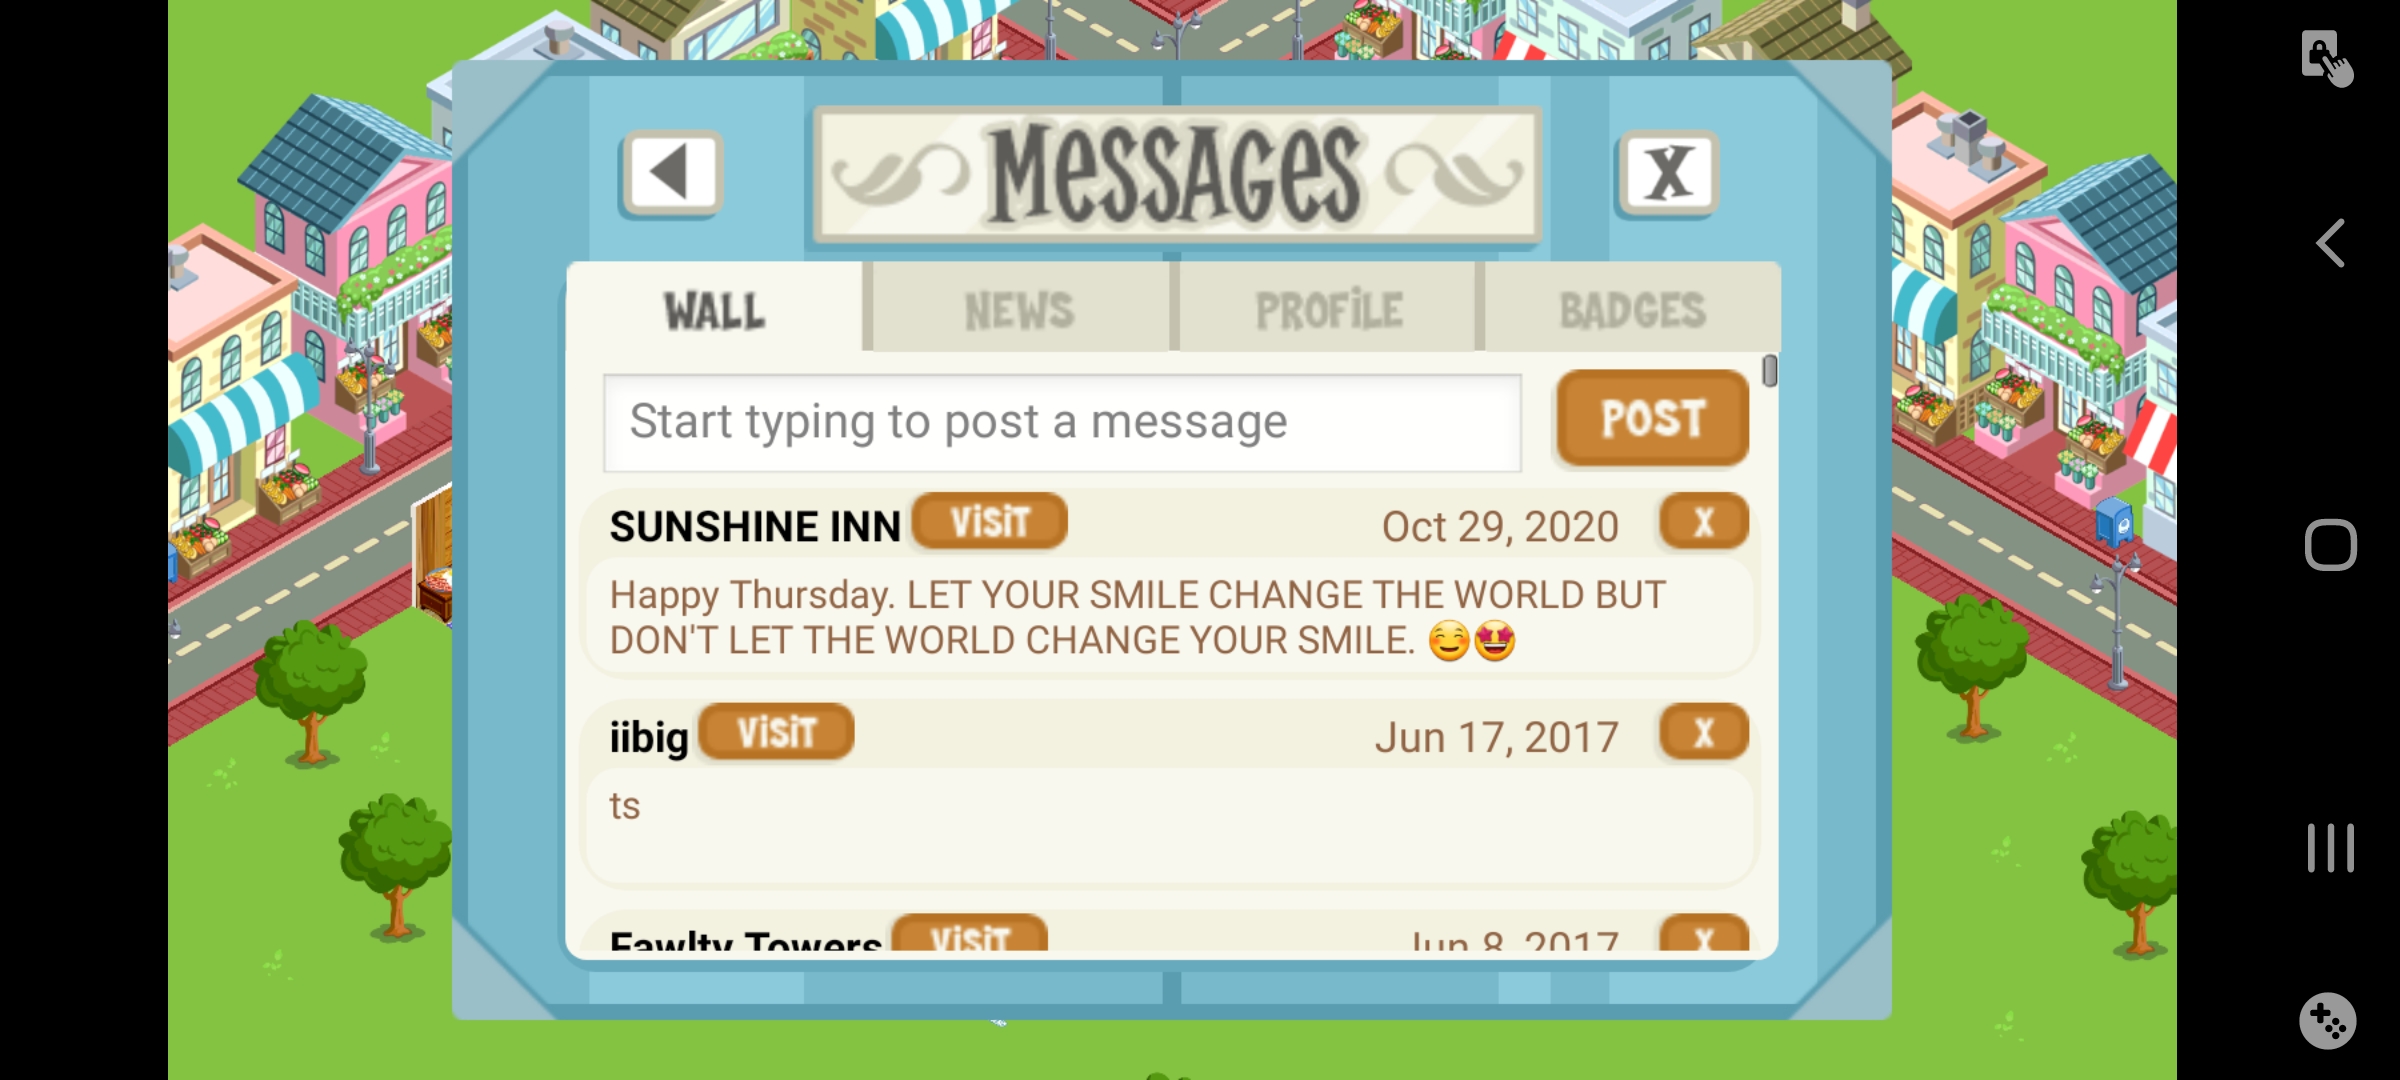 MESSAGES
X
WALL NEWS PROFILE BADGES
Start typing to post a message POST
SUNSHINE INN VISIT Oct 29, 2020 X
Happy Thursday. LET YOUR SMILE CHANGE THE WORLD BUT
DON'T LET THE WORLD CHANGE YOUR SMILE. 😊🤩
iibig VISIT Jun 17, 2017 X
ts
Fawlty Towers VISIT Jun 8, 2017 X